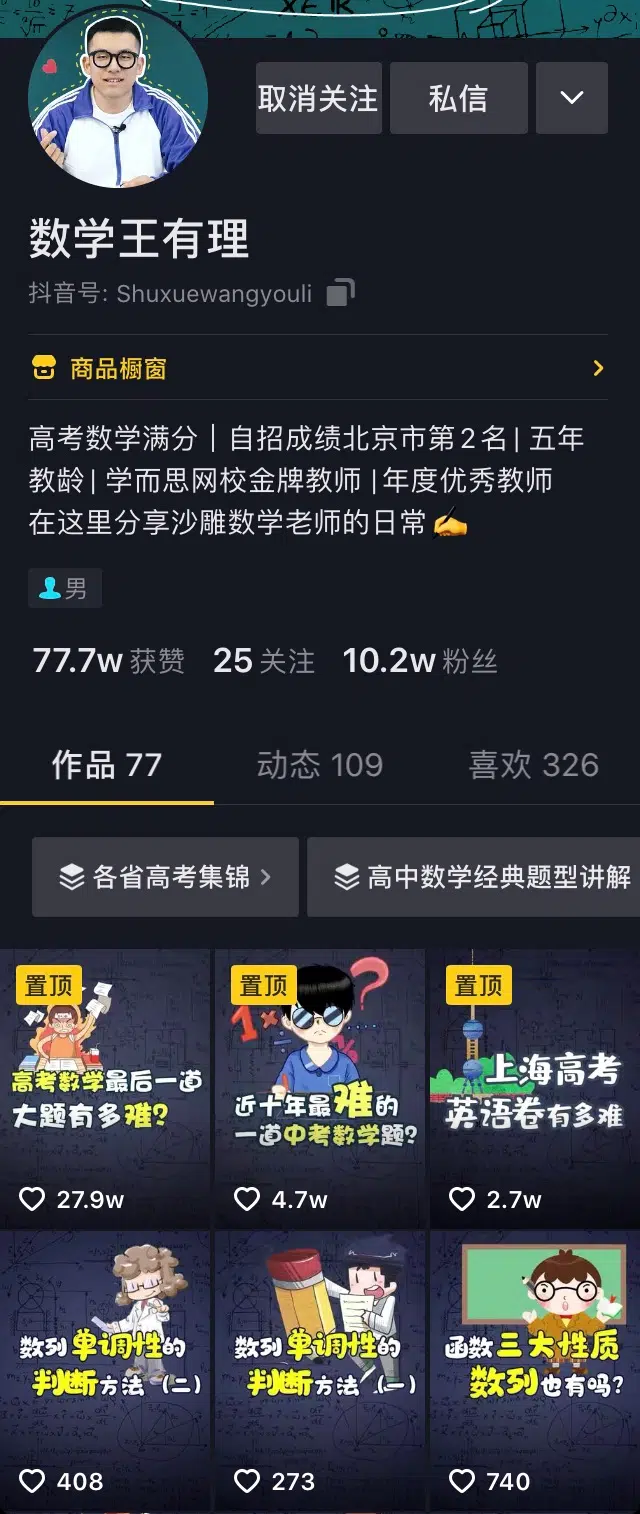 取消关注
私信
数学王有理
抖音号: Shuxuewangyouli
商品橱窗
高考数学满分｜自招成绩北京市第2名| 五年
教龄| 学而思网校金牌教师 |年度优秀教师
在这里分享沙雕数学老师的日常✍️
男
77.7w 获赞 25 关注 10.2w 粉丝
作品 77 动态 109 喜欢 326
各省高考集锦
高中数学经典题型讲解
置顶
高考数学最后一道
大题有多难?
27.9w
置顶
近十年最难的
一道中考数学题?
4.7w
置顶
上海高考
英语卷有多难
2.7w
数列单调性的
判断方法（二）
408
数列单调性的
判断方法（一）
273
函数三大性质
数列也有吗?
740